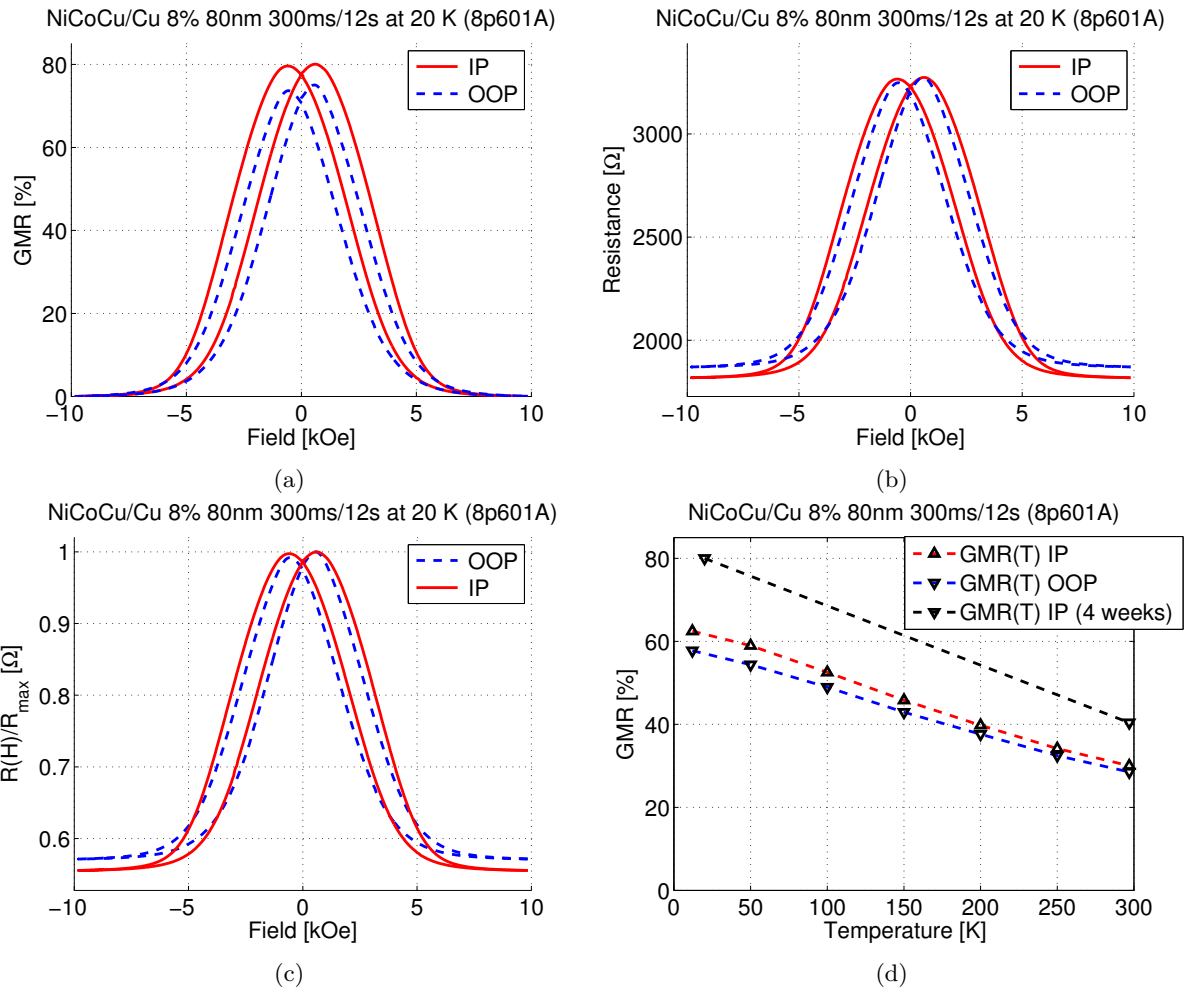 NiCoCu/Cu 8% 80nm 300ms/12s at 20 K (8p601A)
GMR [%]
80
60
40
20
0
−10 −5 0 5 10
Field [kOe]
IP
OOP
(a)
NiCoCu/Cu 8% 80nm 300ms/12s at 20 K (8p601A)
Resistance [Ω]
3000
2500
2000
−10 −5 0 5 10
Field [kOe]
IP
OOP
(b)
NiCoCu/Cu 8% 80nm 300ms/12s at 20 K (8p601A)
R(H)/Rmax [Ω]
1
0.9
0.8
0.7
0.6
−10 −5 0 5 10
Field [kOe]
OOP
IP
(c)
NiCoCu/Cu 8% 80nm 300ms/12s (8p601A)
GMR [%]
80
60
40
20
0
0 50 100 150 200 250 300
Temperature [K]
GMR(T) IP
GMR(T) OOP
GMR(T) IP (4 weeks)
(d)